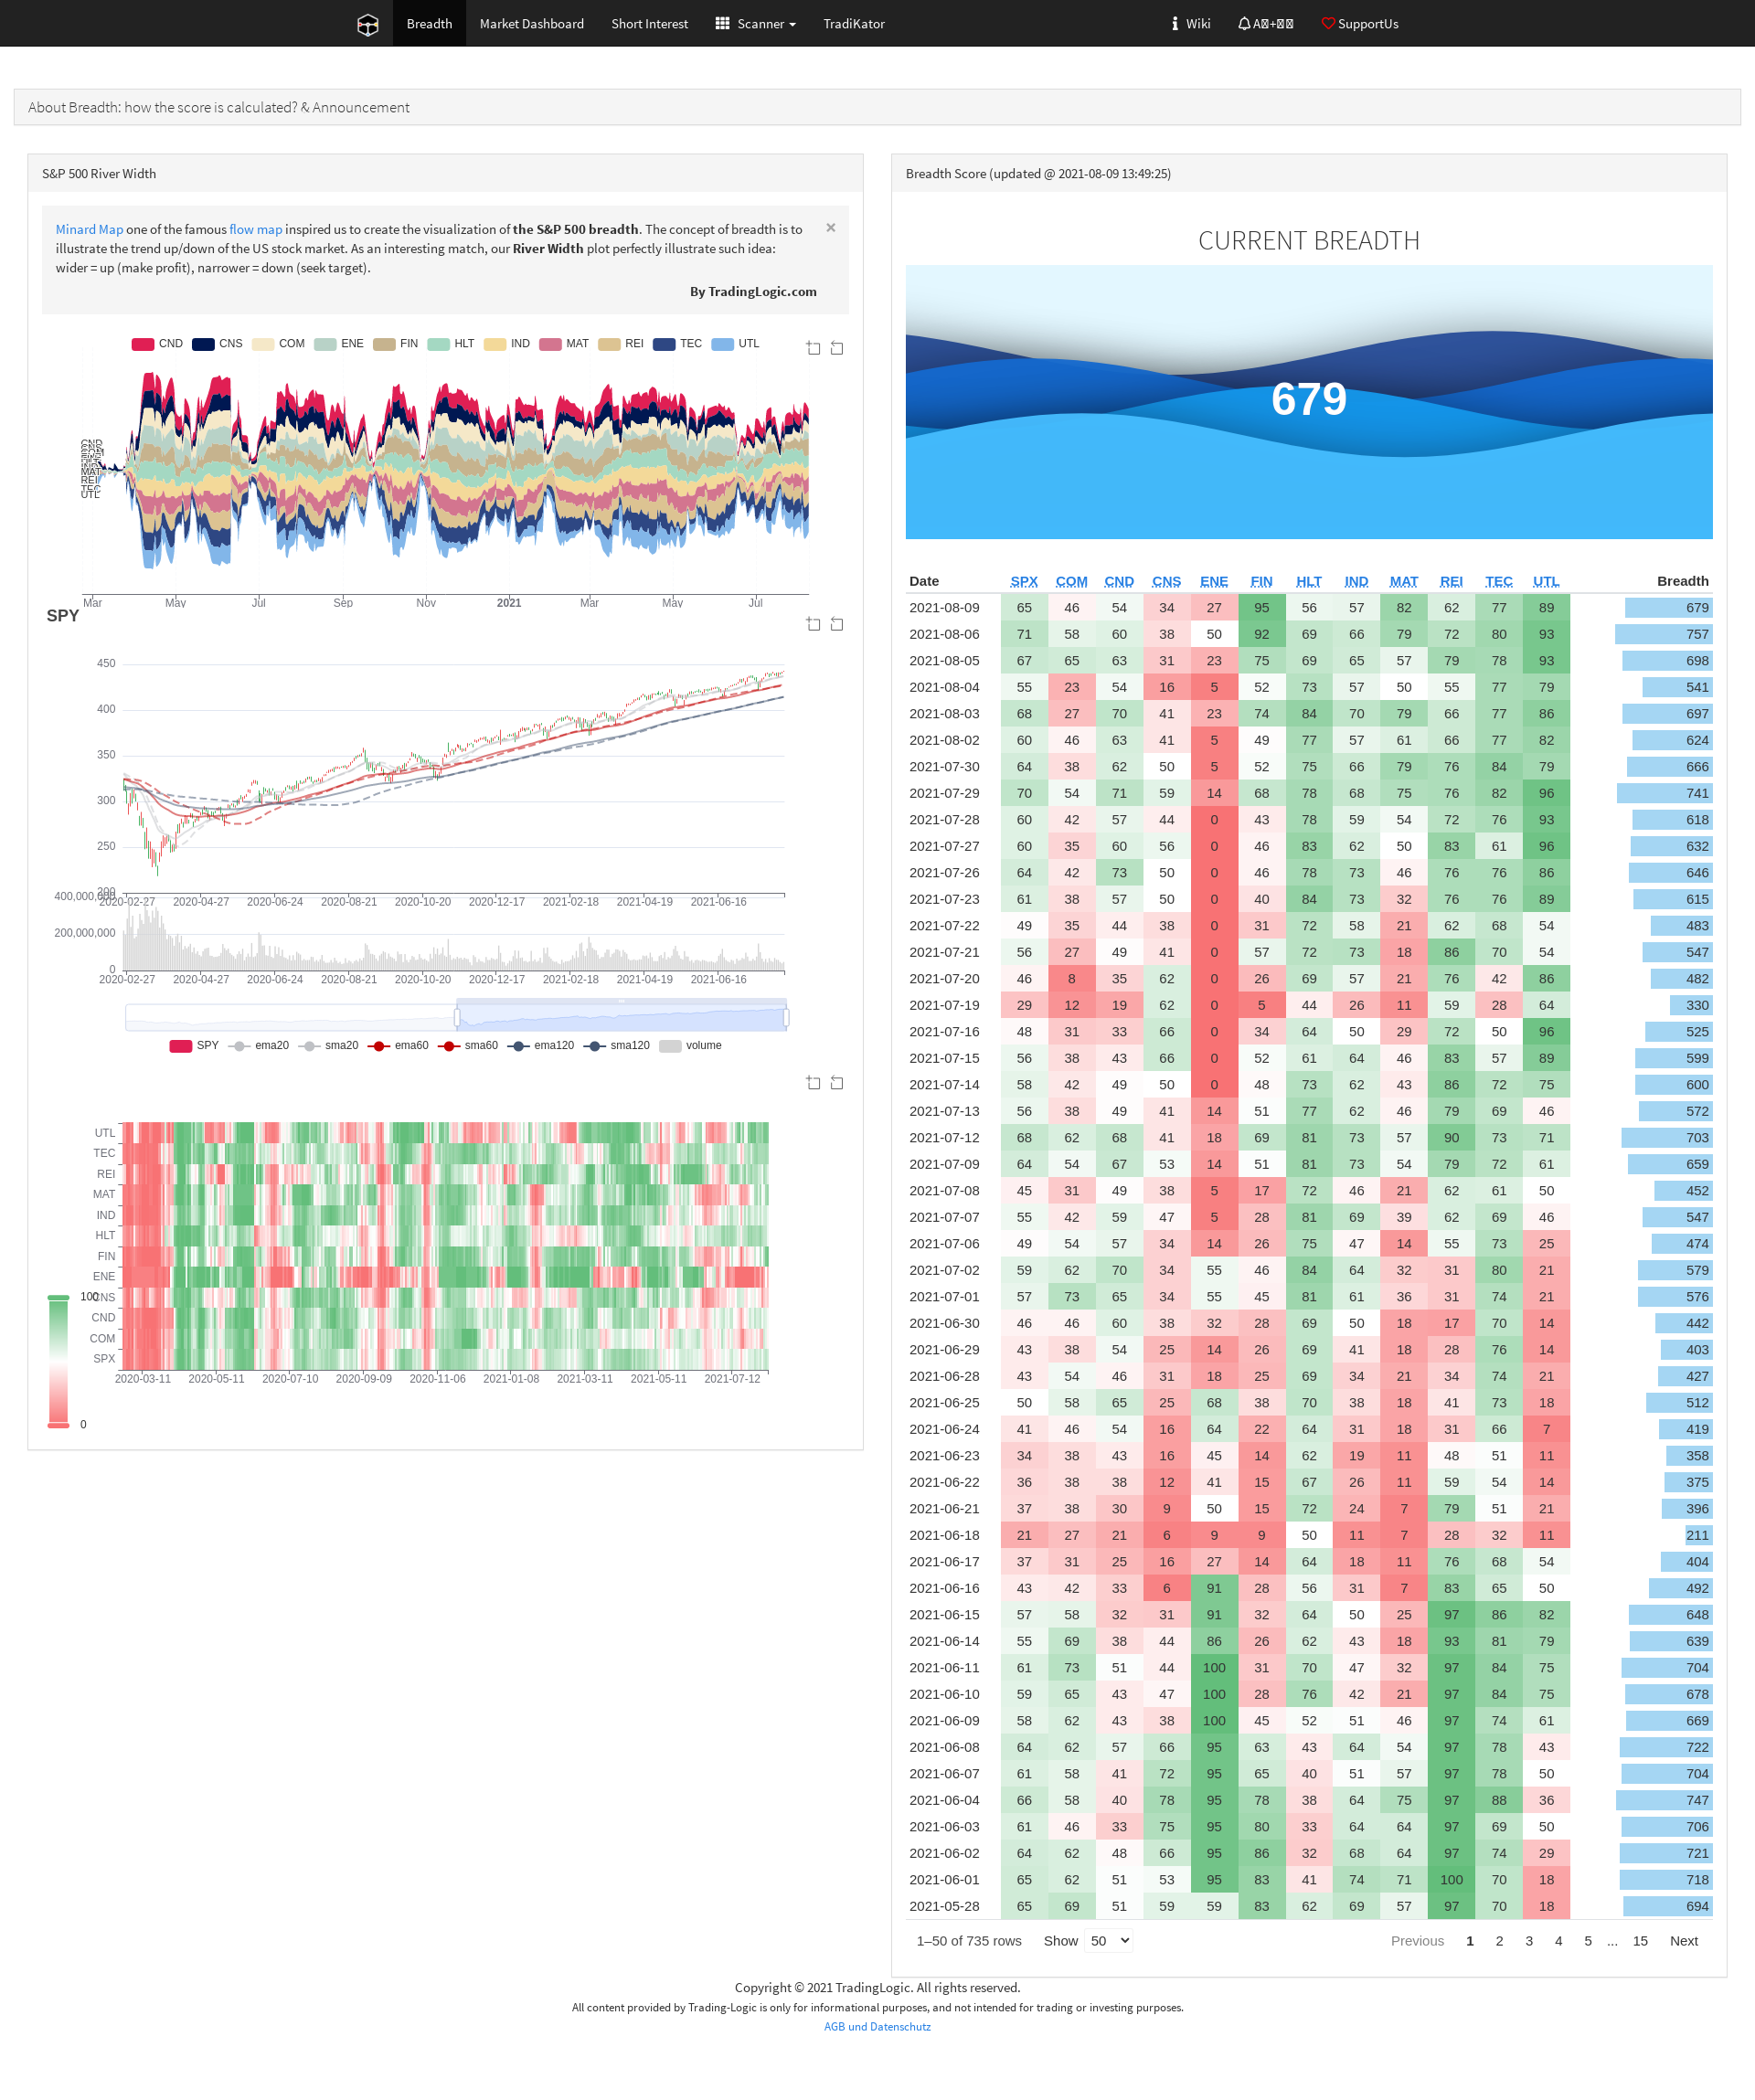 Breadth Market Dashboard Short Interest Scanner TradiKator Wiki SupportUs
About Breadth: how the score is calculated? & Announcement
S&P 500 River Width
Minard Map one of the famous flow map inspired us to create the visualization of the S&P 500 breadth. The concept of breadth is to
illustrate the trend up/down of the US stock market. As an interesting match, our River Width plot perfectly illustrate such idea:
wider = up (make profit), narrower = down (seek target).
×
By TradingLogic.com
CND CNS COM ENE FIN HLT IND MAT REI TEC UTL
CND
MAT
REI
TEC
UTL
Mar May Jul Sep Nov 2021 Mar May Jul
SPY
450
400
350
300
250
200
2020-02-27 2020-04-27 2020-06-24 2020-08-21 2020-10-20 2020-12-17 2021-02-18 2021-04-19 2021-06-16
400,000,000
200,000,000
0
2020-02-27 2020-04-27 2020-06-24 2020-08-21 2020-10-20 2020-12-17 2021-02-18 2021-04-19 2021-06-16
SPY ema20 sma20 ema60 sma60 ema120 sma120 volume
UTL
TEC
REI
MAT
IND
HLT
FIN
ENE
CNS
CND
COM
SPX
100
0
2020-03-11 2020-05-11 2020-07-10 2020-09-09 2020-11-06 2021-01-08 2021-03-11 2021-05-11 2021-07-12
Breadth Score (updated @ 2021-08-09 13:49:25)
CURRENT BREADTH
679
Date SPX COM CND CNS ENE FIN HLT IND MAT REI TEC UTL Breadth
2021-08-09 65 46 54 34 27 95 56 57 82 62 77 89 679
2021-08-06 71 58 60 38 50 92 69 66 79 72 80 93 757
2021-08-05 67 65 63 31 23 75 69 65 57 79 78 93 698
2021-08-04 55 23 54 16 5 52 73 57 50 55 77 79 541
2021-08-03 68 27 70 41 23 74 84 70 79 66 77 86 697
2021-08-02 60 46 63 41 5 49 77 57 61 66 77 82 624
2021-07-30 64 38 62 50 5 52 75 66 79 76 84 79 666
2021-07-29 70 54 71 59 14 68 78 68 75 76 82 96 741
2021-07-28 60 42 57 44 0 43 78 59 54 72 76 93 618
2021-07-27 60 35 60 56 0 46 83 62 50 83 61 96 632
2021-07-26 64 42 73 50 0 46 78 73 46 76 76 86 646
2021-07-23 61 38 57 50 0 40 84 73 32 76 76 89 615
2021-07-22 49 35 44 38 0 31 72 58 21 62 68 54 483
2021-07-21 56 27 49 41 0 57 72 73 18 86 70 54 547
2021-07-20 46 8 35 62 0 26 69 57 21 76 42 86 482
2021-07-19 29 12 19 62 0 5 44 26 11 59 28 64 330
2021-07-16 48 31 33 66 0 34 64 50 29 72 50 96 525
2021-07-15 56 38 43 66 0 52 61 64 46 83 57 89 599
2021-07-14 58 42 49 50 0 48 73 62 43 86 72 75 600
2021-07-13 56 38 49 41 14 51 77 62 46 79 69 46 572
2021-07-12 68 62 68 41 18 69 81 73 57 90 73 71 703
2021-07-09 64 54 67 53 14 51 81 73 54 79 72 61 659
2021-07-08 45 31 49 38 5 17 72 46 21 62 61 50 452
2021-07-07 55 42 59 47 5 28 81 69 39 62 69 46 547
2021-07-06 49 54 57 34 14 26 75 47 14 55 73 25 474
2021-07-02 59 62 70 34 55 46 84 64 32 31 80 21 579
2021-07-01 57 73 65 34 55 45 81 61 36 31 74 21 576
2021-06-30 46 46 60 38 32 28 69 50 18 17 70 14 442
2021-06-29 43 38 54 25 14 26 69 41 18 28 76 14 403
2021-06-28 43 54 46 31 18 25 69 34 21 34 74 21 427
2021-06-25 50 58 65 25 68 38 70 38 18 41 73 18 512
2021-06-24 41 46 54 16 64 22 64 31 18 31 66 7 419
2021-06-23 34 38 43 16 45 14 62 19 11 48 51 11 358
2021-06-22 36 38 38 12 41 15 67 26 11 59 54 14 375
2021-06-21 37 38 30 9 50 15 72 24 7 79 51 21 396
2021-06-18 21 27 21 6 9 9 50 11 7 28 32 11 211
2021-06-17 37 31 25 16 27 14 64 18 11 76 68 54 404
2021-06-16 43 42 33 6 91 28 56 31 7 83 65 50 492
2021-06-15 57 58 32 31 91 32 64 50 25 97 86 82 648
2021-06-14 55 69 38 44 86 26 62 43 18 93 81 79 639
2021-06-11 61 73 51 44 100 31 70 47 32 97 84 75 704
2021-06-10 59 65 43 47 100 28 76 42 21 97 84 75 678
2021-06-09 58 62 43 38 100 45 52 51 46 97 74 61 669
2021-06-08 64 62 57 66 95 63 43 64 54 97 78 43 722
2021-06-07 61 58 41 72 95 65 40 51 57 97 78 50 704
2021-06-04 66 58 40 78 95 78 38 64 75 97 88 36 747
2021-06-03 61 46 33 75 95 80 33 64 64 97 69 50 706
2021-06-02 64 62 48 66 95 86 32 68 64 97 74 29 721
2021-06-01 65 62 51 53 95 83 41 74 71 100 70 18 718
2021-05-28 65 69 51 59 59 83 62 69 57 97 70 18 694
1–50 of 735 rows Show 50 Previous 1 2 3 4 5 ... 15 Next
Copyright © 2021 TradingLogic. All rights reserved.
All content provided by Trading-Logic is only for informational purposes, and not intended for trading or investing purposes.
AGB und Datenschutz